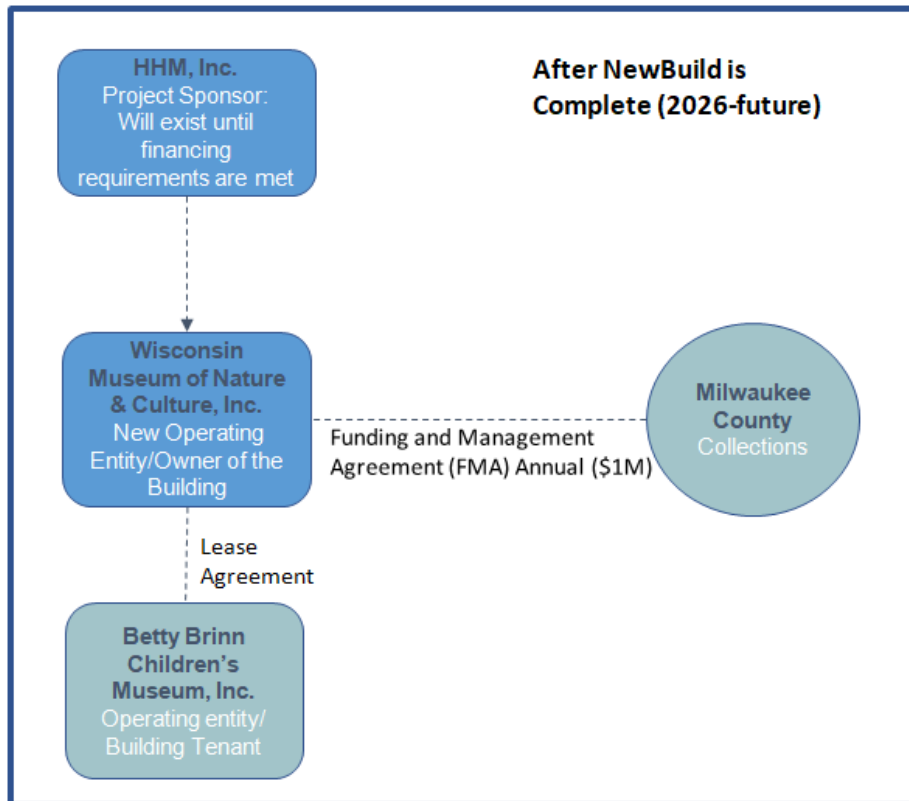 HHM, Inc.
Project Sponsor:
Will exist until
financing
requirements are met
After NewBuild is
Complete (2026-future)
Wisconsin
Museum of Nature
& Culture, Inc.
New Operating
Entity/Owner of the
Building
Funding and Management
Agreement (FMA) Annual ($1M)
Milwaukee
County
Collections
Lease
Agreement
Betty Brinn
Children's
Museum, Inc.
Operating entity/
Building Tenant